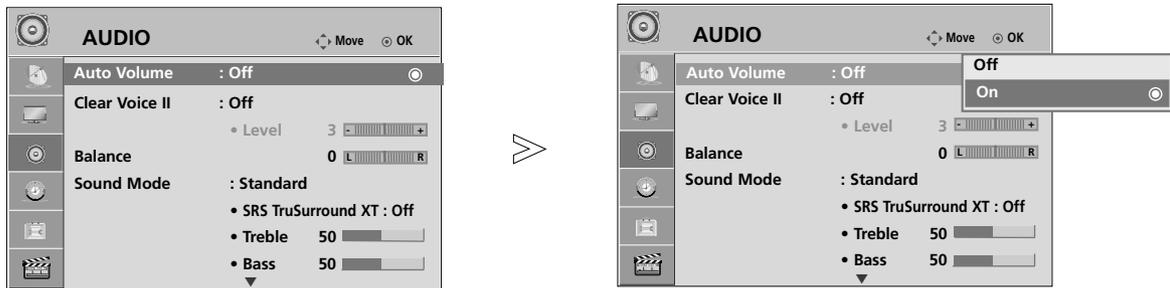 AUDIO
Move
OK
Auto Volume : Off
Clear Voice II : Off
• Level 3 - +
Balance 0 L R
Sound Mode : Standard
• SRS TruSurround XT : Off
• Treble 50
• Bass 50
AUDIO
Move
OK
Auto Volume : Off
Off
On
Clear Voice II : Off
• Level 3 - +
Balance 0 L R
Sound Mode : Standard
• SRS TruSurround XT : Off
• Treble 50
• Bass 50